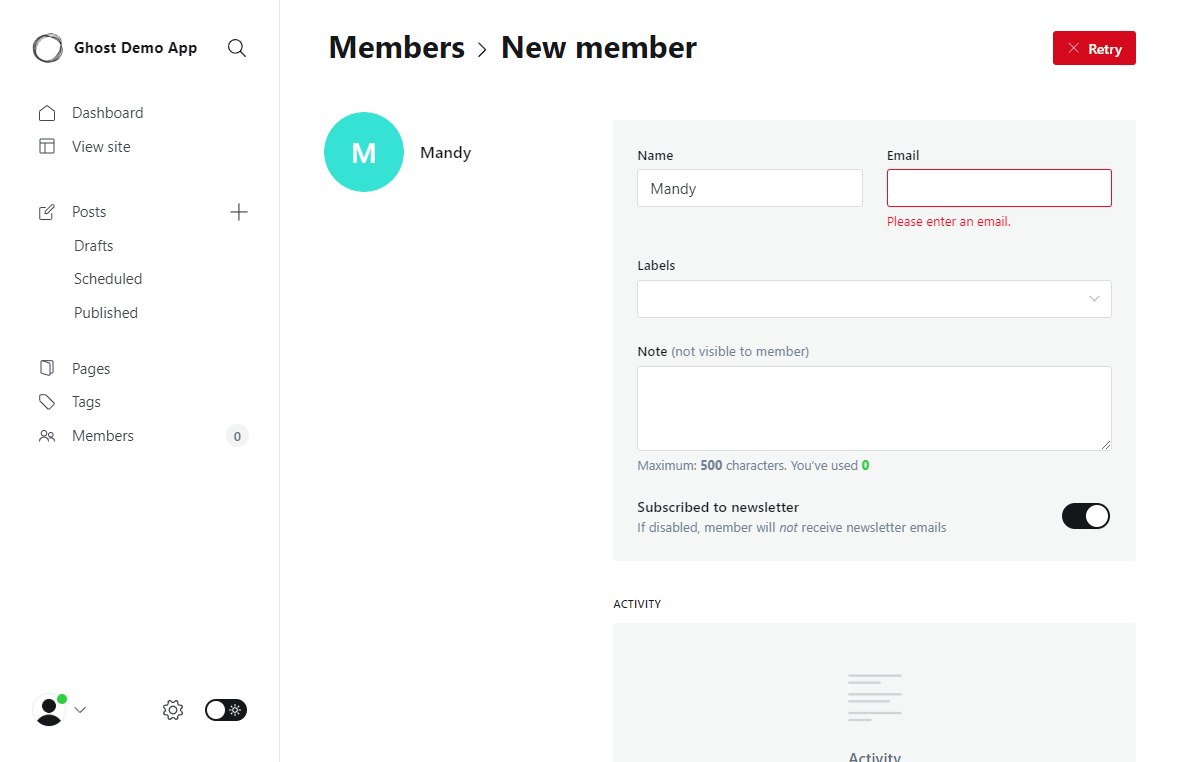 Ghost Demo App
Dashboard
View site
Posts
Drafts
Scheduled
Published
Pages
Tags
Members 0
Members > New member
Retry
M Mandy
Name Email
Mandy
Please enter an email.
Labels
Note (not visible to member)
Maximum: 500 characters. You've used 0
Subscribed to newsletter
If disabled, member will not receive newsletter emails
ACTIVITY
Activity